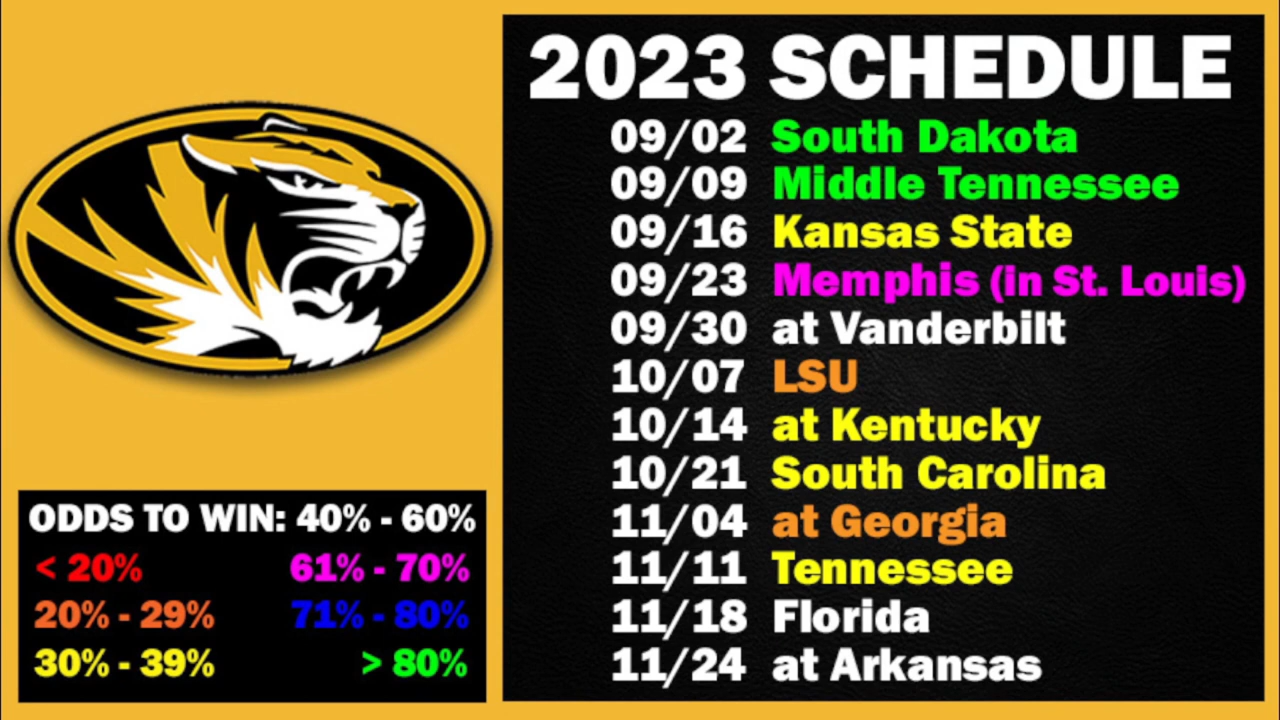 2023 SCHEDULE
09/02 South Dakota
09/09 Middle Tennessee
09/16 Kansas State
09/23 Memphis (in St. Louis)
09/30 at Vanderbilt
10/07 LSU
10/14 at Kentucky
10/21 South Carolina
11/04 at Georgia
11/11 Tennessee
11/18 Florida
11/24 at Arkansas
ODDS TO WIN: 40% - 60%
< 20% 61% - 70%
20% - 29% 71% - 80%
30% - 39% > 80%